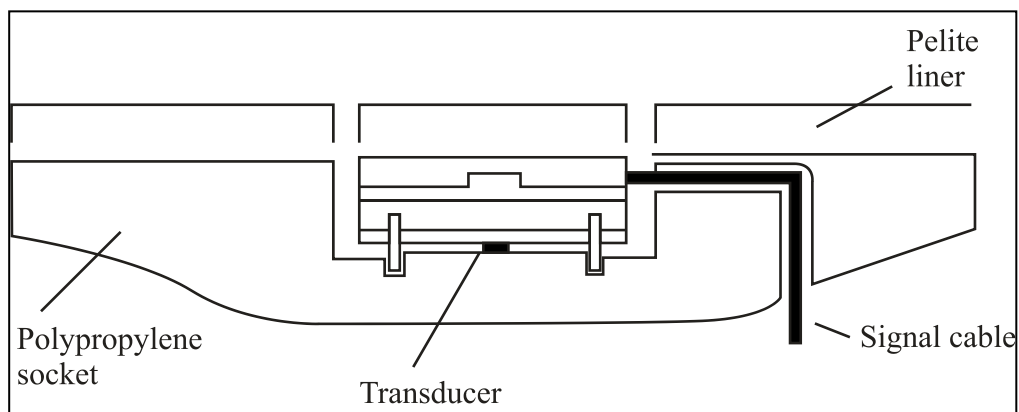 Pelite
liner
Polypropylene
socket
Transducer
Signal cable